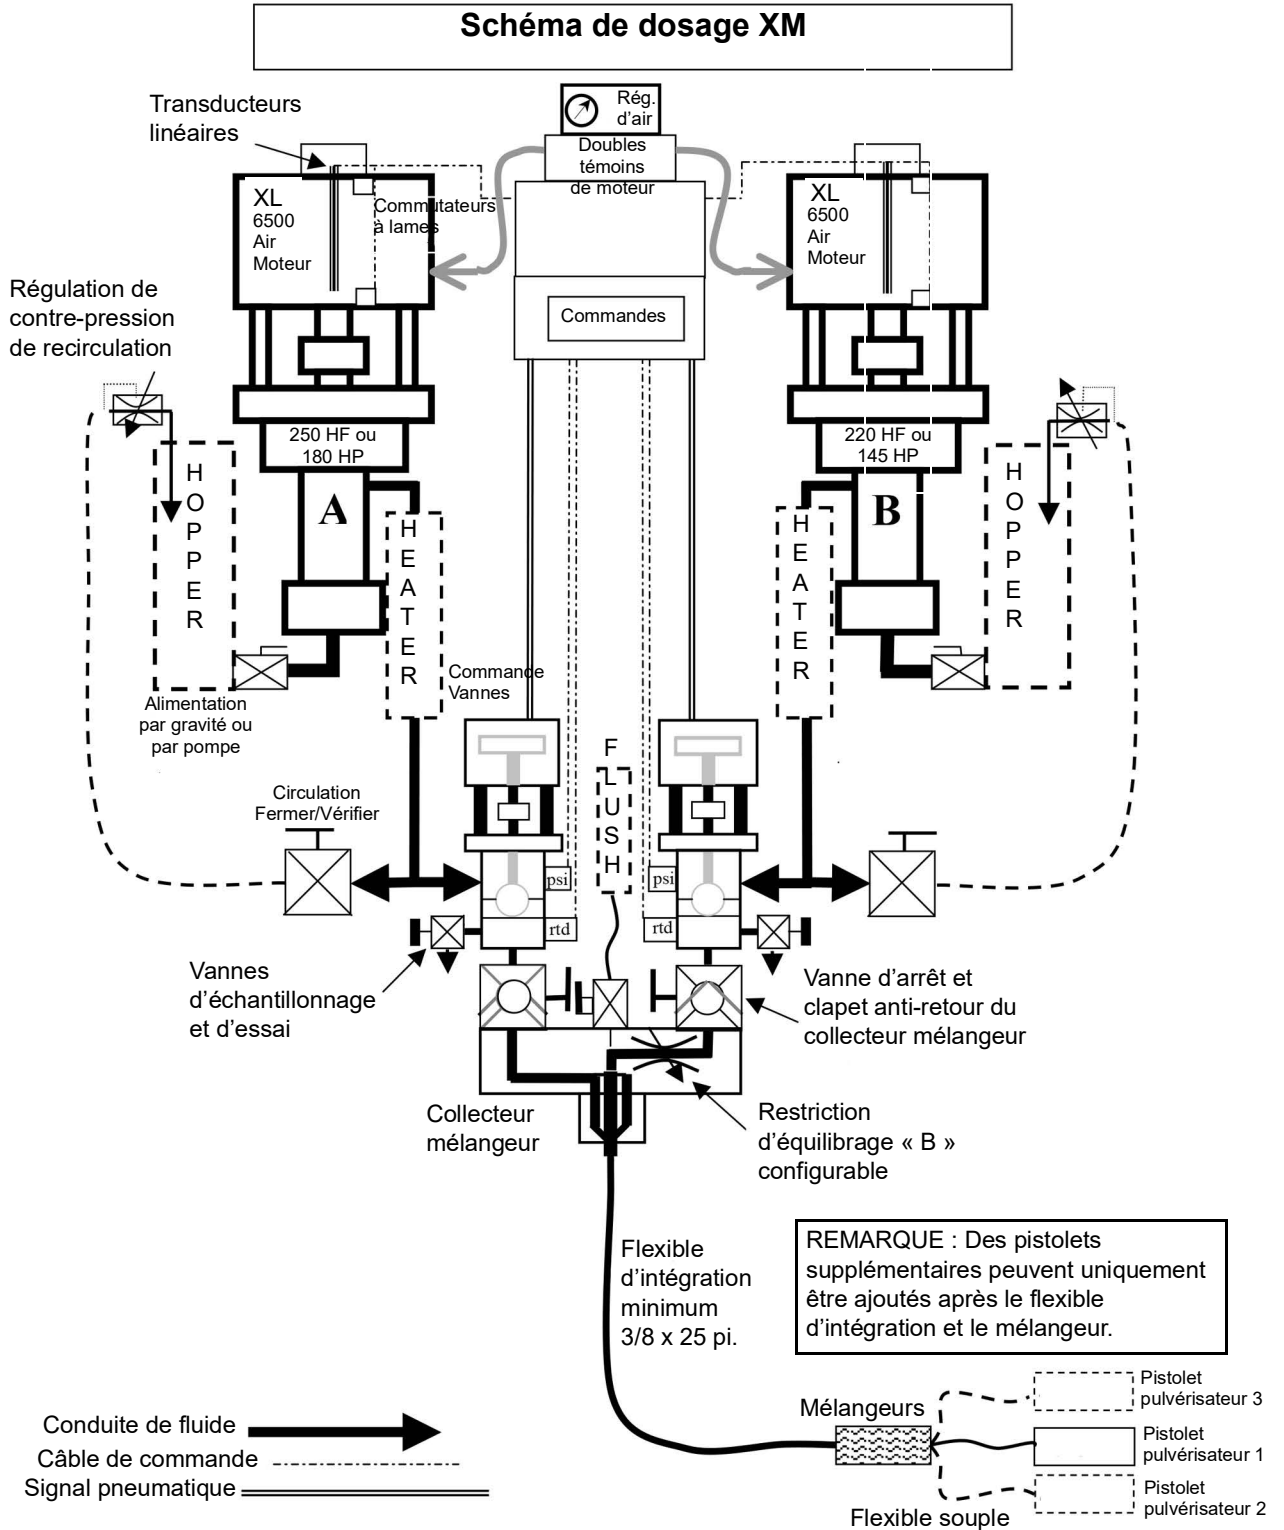 Schéma de dosage XM
Rég.
d’air
Transducteurs
linéaires
Doubles
témoins
de moteur
XL
6500
Air
Moteur
Commutateurs
à lames
XL
6500
Air
Moteur
Régulation de
contre-pression
de recirculation
Commandes
250 HF ou
180 HP
220 HF ou
145 HP
HOPPER
A
HEATER
HEATER
B
HOPPER
Commande
Vannes
Alimentation
par gravité ou
par pompe
FLUSH
Circulation
Fermer/Vérifier
psi
psi
rtd
rtd
Vannes
d’échantillonnage
et d’essai
Vanne d’arrêt et
clapet anti-retour du
collecteur mélangeur
Collecteur
mélangeur
Restriction
d’équilibrage « B »
configurable
Flexible
d’intégration
minimum
3/8 x 25 pi.
REMARQUE : Des pistolets
supplémentaires peuvent uniquement
être ajoutés après le flexible
d’intégration et le mélangeur.
Mélangeurs
Pistolet
pulvérisateur 3
Pistolet
pulvérisateur 1
Pistolet
pulvérisateur 2
Flexible souple
Conduite de fluide
Câble de commande
Signal pneumatique